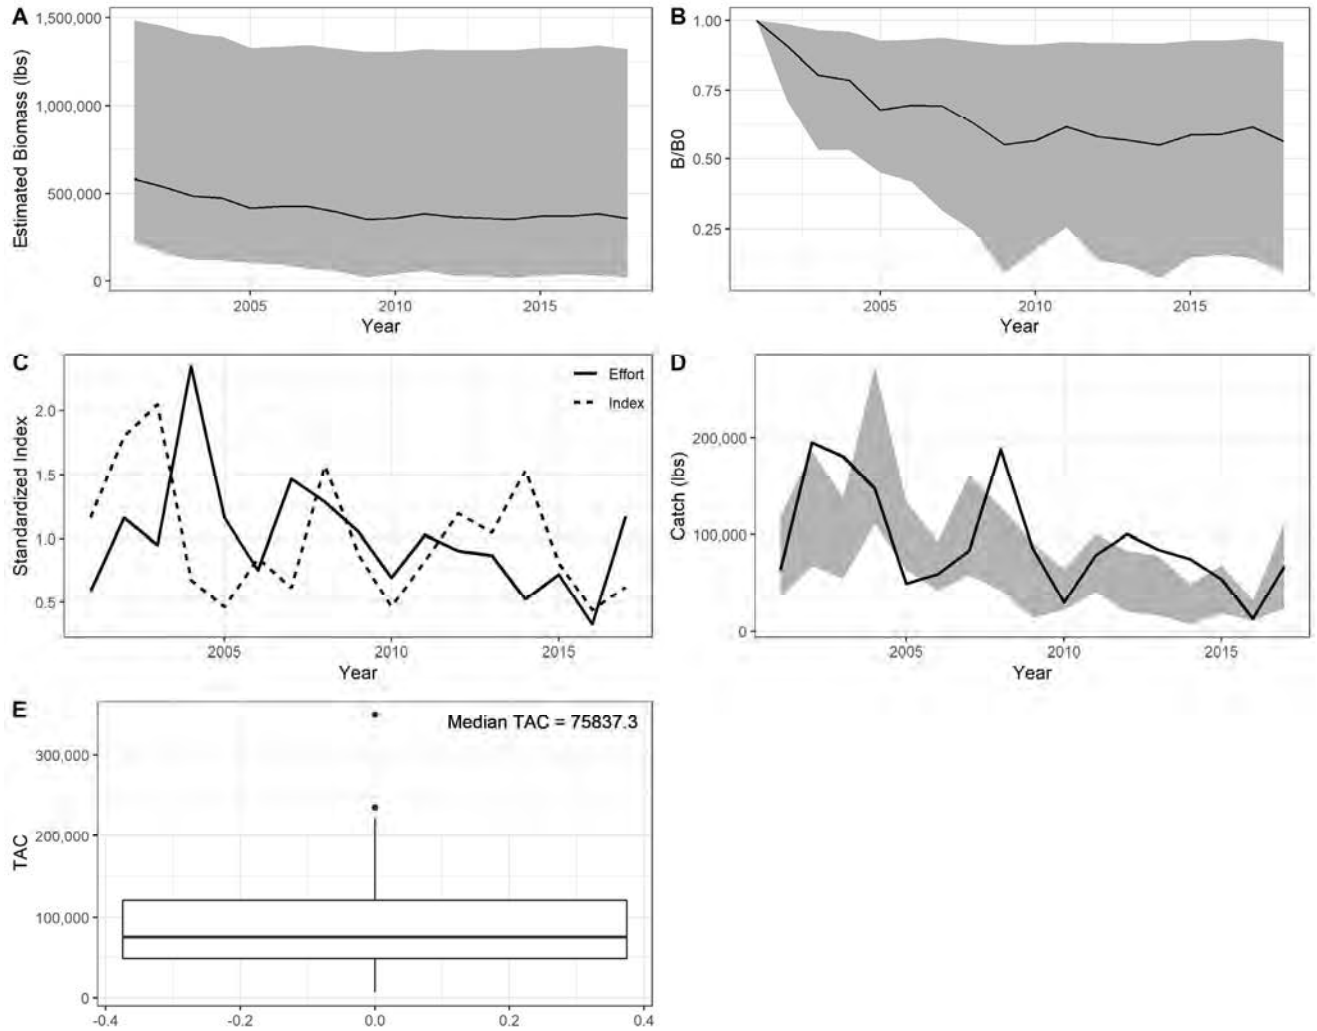 A
Estimated Biomass (lbs)
1,500,000
1,000,000
500,000
0
2005
2010
2015
Year
B
B/B0
1.00
0.75
0.50
0.25
2005
2010
2015
Year
C
Standardized Index
2.0
1.5
1.0
0.5
Effort
Index
2005
2010
2015
Year
D
Catch (lbs)
200,000
100,000
0
2005
2010
2015
Year
E
Median TAC = 75837.3
TAC
300,000
200,000
100,000
0
-0.4
-0.2
0.0
0.2
0.4